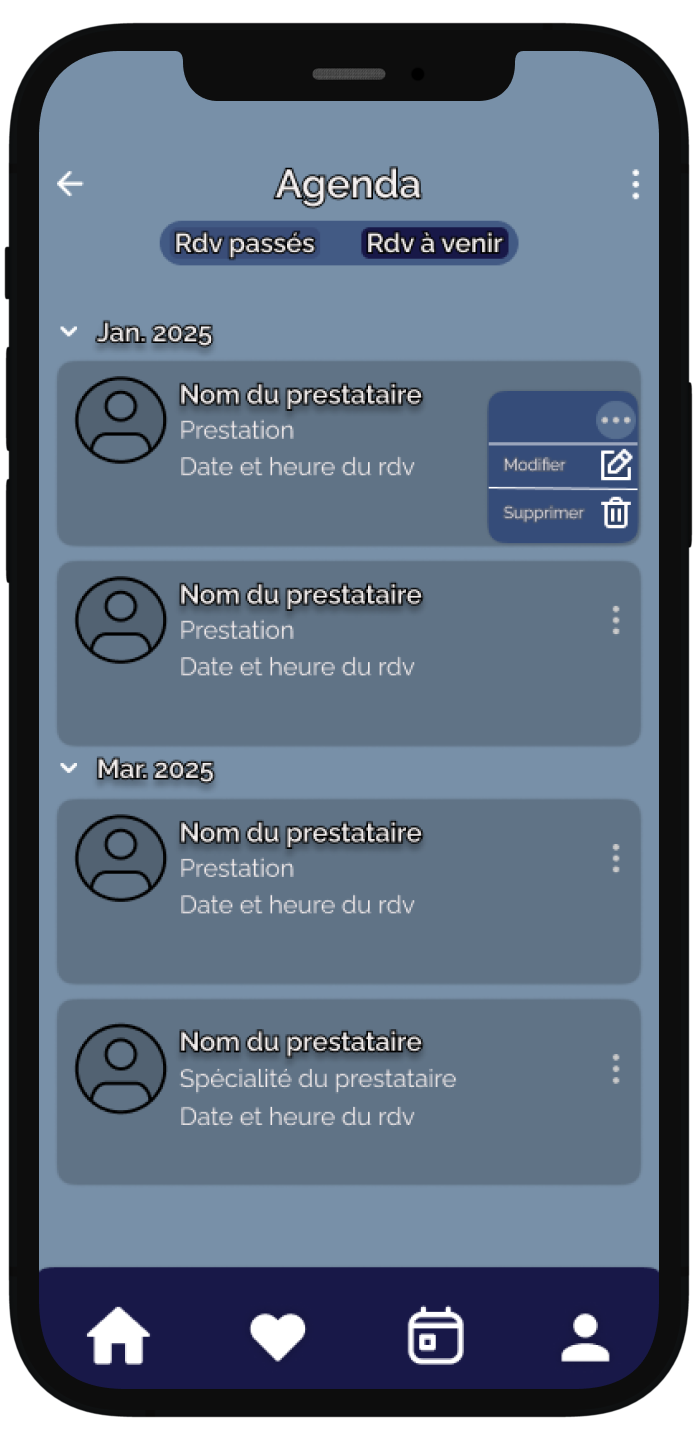 Agenda
Rdv passés
Rdv à venir
Jan. 2025
Nom du prestataire
Prestation
Date et heure du rdv
Modifier
Supprimer
Nom du prestataire
Prestation
Date et heure du rdv
Mar. 2025
Nom du prestataire
Prestation
Date et heure du rdv
Nom du prestataire
Spécialité du prestataire
Date et heure du rdv